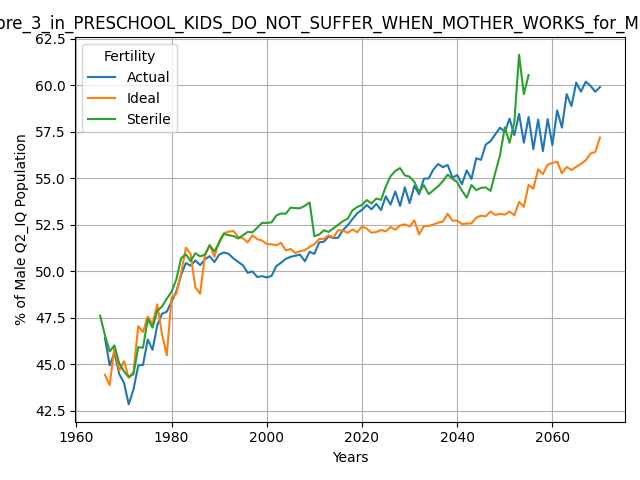 ore_3_in_PRESCHOOL_KIDS_DO_NOT_SUFFER_WHEN_MOTHER_WORKS_for_M
Fertility
Actual
Ideal
Sterile
% of Male Q2_IQ Population
62.5
60.0
57.5
55.0
52.5
50.0
47.5
45.0
42.5
1960
1980
2000
2020
2040
2060
Years